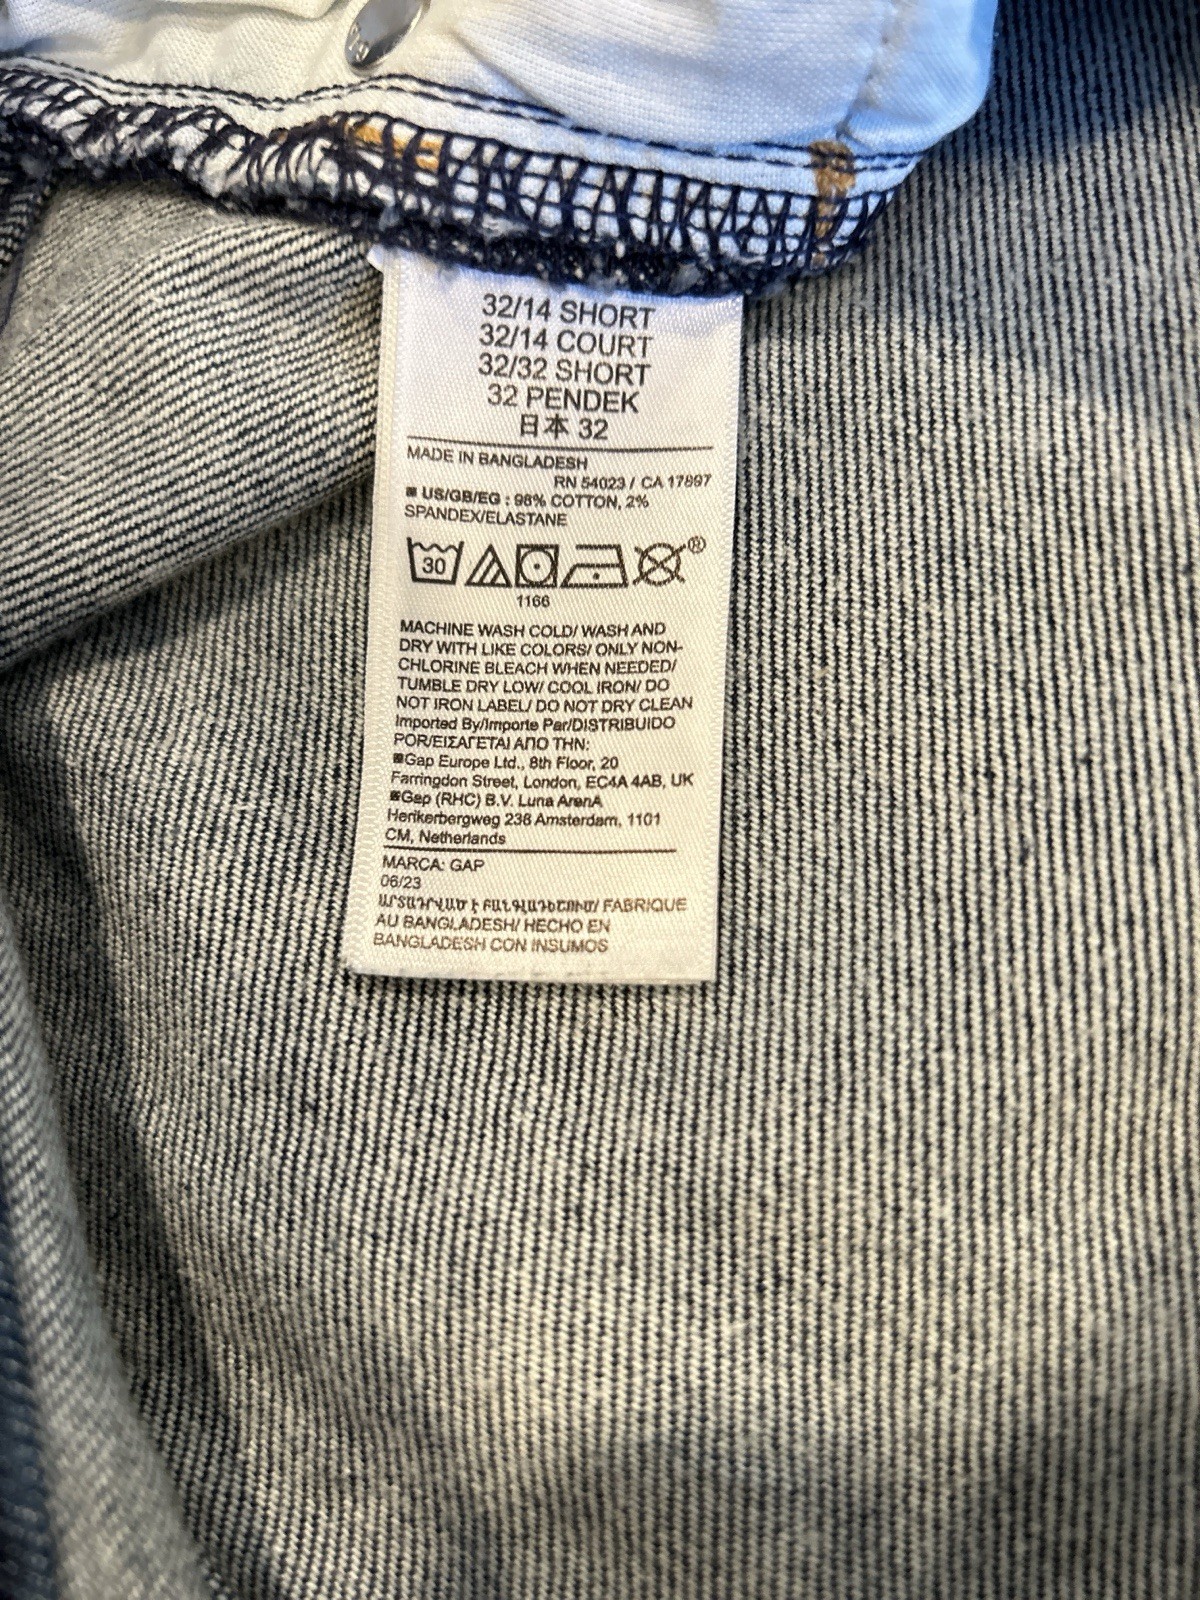 32/14 SHORT
32/14 COURT
32/32 SHORT
32 PENDEK
日本 32
MADE IN BANGLADESH
RN 54023 / CA 17897
US/GB/EG : 98% COTTON, 2%
SPANDEX/ELASTANE
30
®
1166
MACHINE WASH COLD/ WASH AND
DRY WITH LIKE COLORS/ ONLY NON-
CHLORINE BLEACH WHEN NEEDED/
TUMBLE DRY LOW/ COOL IRON/ DO
NOT IRON LABEL/ DO NOT DRY CLEAN
Imported By/Importe Par/DISTRIBUIDO
POR/ΕΙΣΑΓΕΤΑΙ ΑΠΟ ΤΗΝ:
Gap Europe Ltd., 8th Floor, 20
Farringdon Street, London, EC4A 4AB, UK
Gap (RHC) B.V. Luna ArenA
Herikerbergweg 238 Amsterdam, 1101
CM, Netherlands
MARCA: GAP
06/23
ԱՐՏԱԴՐՎԱԾ Է ԲԱՆԳԼԱԴԵՇՈՒՄ/ FABRIQUE
AU BANGLADESH/ HECHO EN
BANGLADESH CON INSUMOS